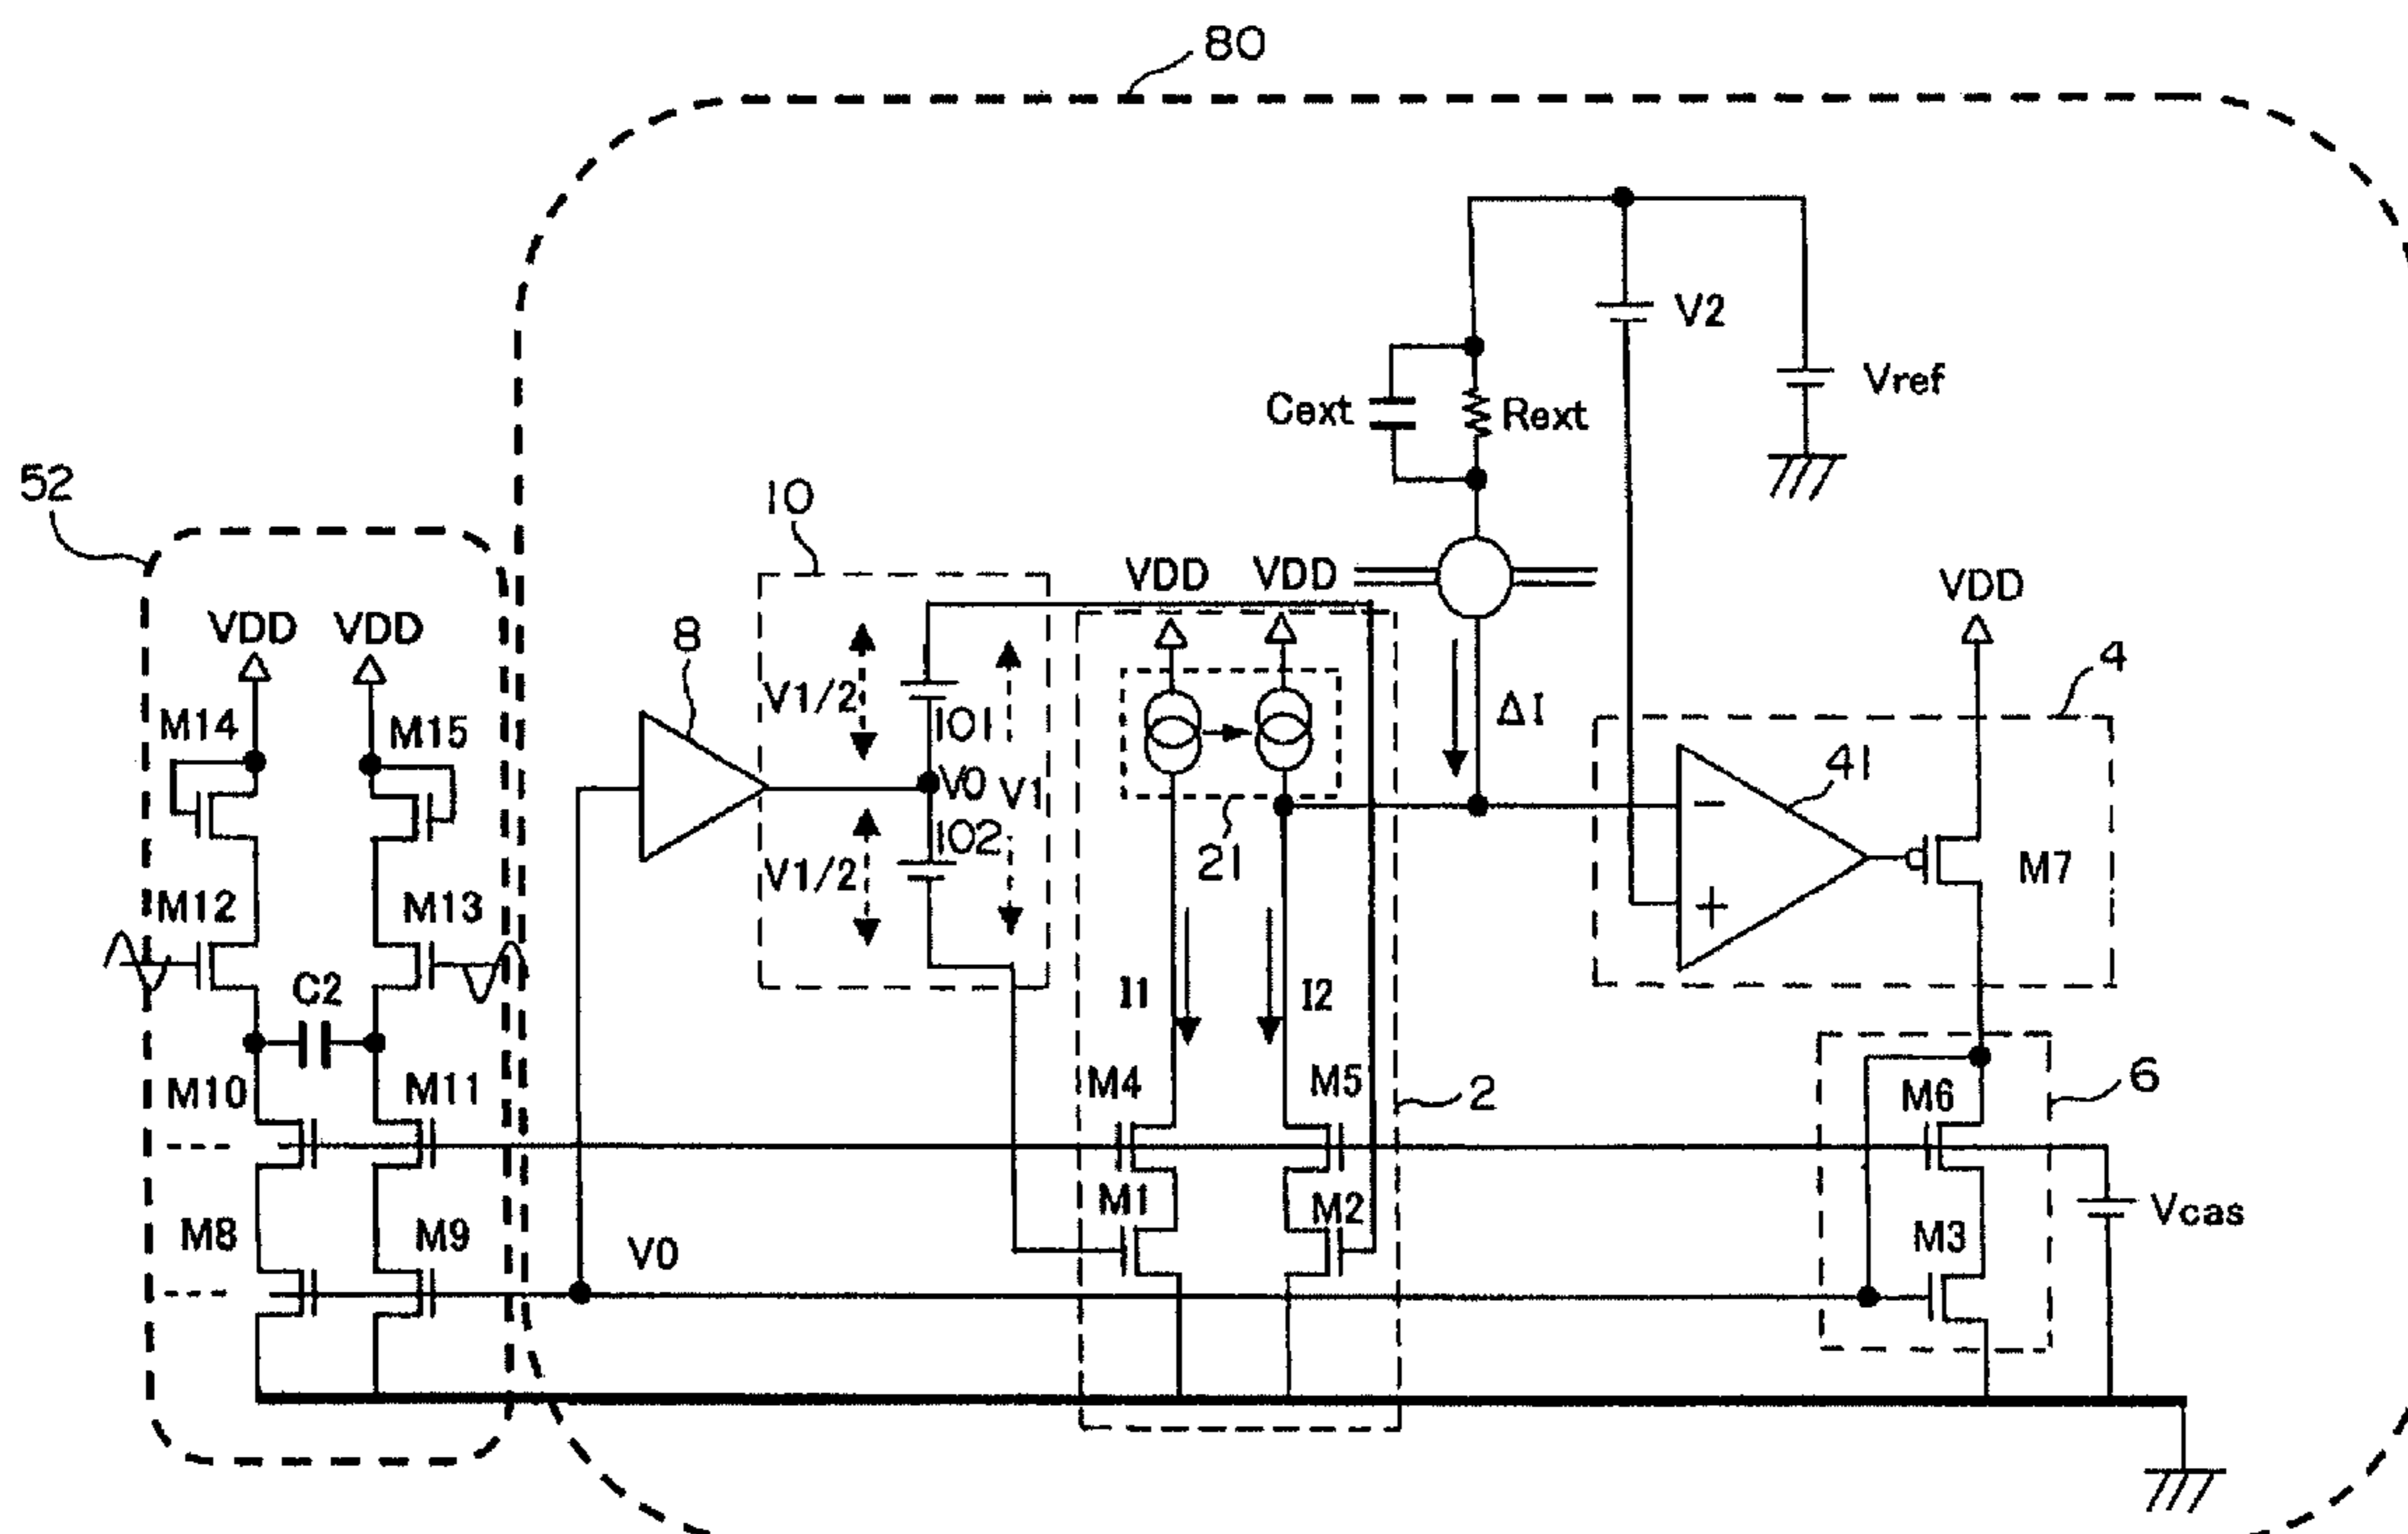 80
V2
Vref
Cext
Rext
52
10
VDD
VDD
VDD
8
VDD
VDD
4
V1/2
M14
M15
101
ΔI
V0
V1
41
102
V1/2
21
M7
M12
M13
C2
I1
I2
M10
M11
M4
M5
2
M6
6
M1
M2
Vcas
M8
M9
V0
M3
−
+